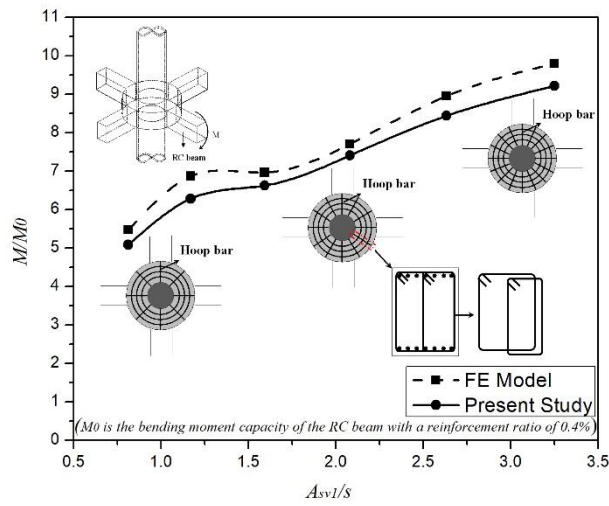 11
10
9
8
7
6
5
4
3
2
1
0
M/M0
M
RC beam
Hoop bar
Hoop bar
Hoop bar
FE Model
Present Study
(M0 is the bending moment capacity of the RC beam with a reinforcement ratio of 0.4%)
0.5 1.0 1.5 2.0 2.5 3.0 3.5
Asv1/s